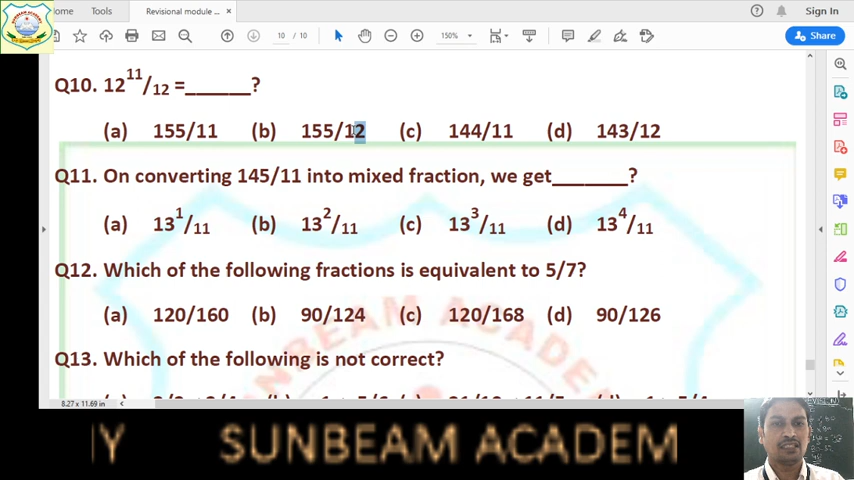 ome Tools Revisional module ... × Sign In
10 / 10 150% Share
Q10. 12 11/12 =______?
(a) 155/11 (b) 155/12 (c) 144/11 (d) 143/12
Q11. On converting 145/11 into mixed fraction, we get_______?
(a) 13 1/11 (b) 13 2/11 (c) 13 3/11 (d) 13 4/11
Q12. Which of the following fractions is equivalent to 5/7?
(a) 120/160 (b) 90/124 (c) 120/168 (d) 90/126
Q13. Which of the following is not correct?
8.27 x 11.69 in
Y SUNBEAM ACADEM